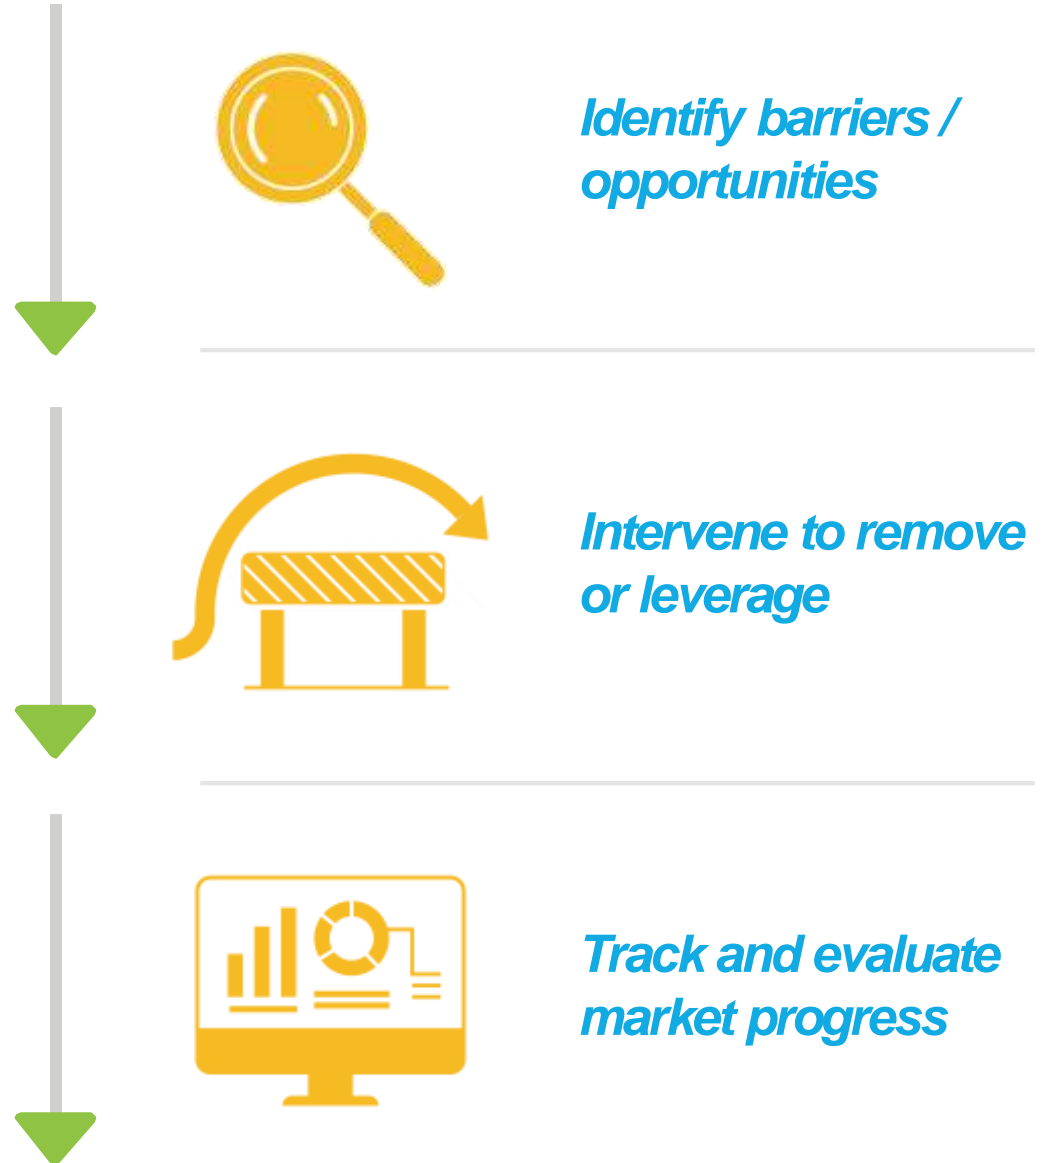 Identify barriers /
opportunities
Intervene to remove
or leverage
Track and evaluate
market progress